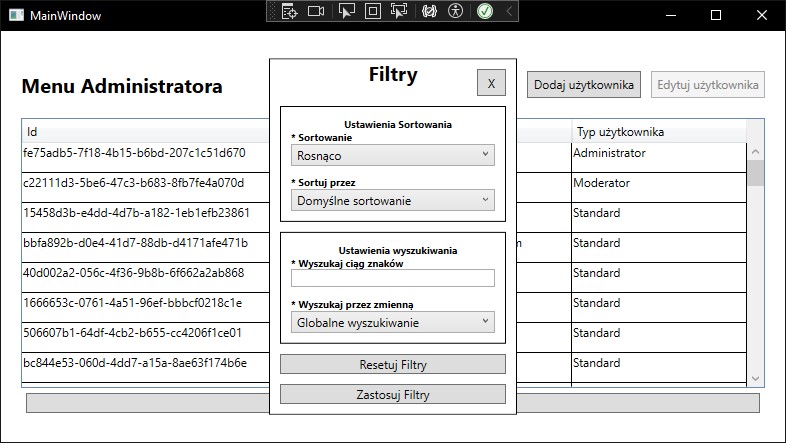 MainWindow
Menu Administratora
Dodaj użytkownika
Edytuj użytkownika
Id
Typ użytkownika
fe75adb5-7f18-4b15-b6bd-207c1c51d670
Administrator
c22111d3-5be6-47c3-b683-8fb7fe4a070d
Moderator
15458d3b-e4dd-4d7b-a182-1eb1efb23861
Standard
bbfa892b-d0e4-41d7-88db-d4171afe471b
m
Standard
40d002a2-056c-4f36-9b8b-6f662a2ab868
Standard
1666653c-0761-4a51-96ef-bbbcf0218c1e
Standard
506607b1-64df-4cb2-b655-cc4206f1ce01
Standard
bc844e53-060d-4dd7-a15a-8ae63f174b6e
Standard
Filtry
X
Ustawienia Sortowania
* Sortowanie
Rosnąco
* Sortuj przez
Domyślne sortowanie
Ustawienia wyszukiwania
* Wyszukaj ciąg znaków
* Wyszukaj przez zmienną
Globalne wyszukiwanie
Resetuj Filtry
Zastosuj Filtry